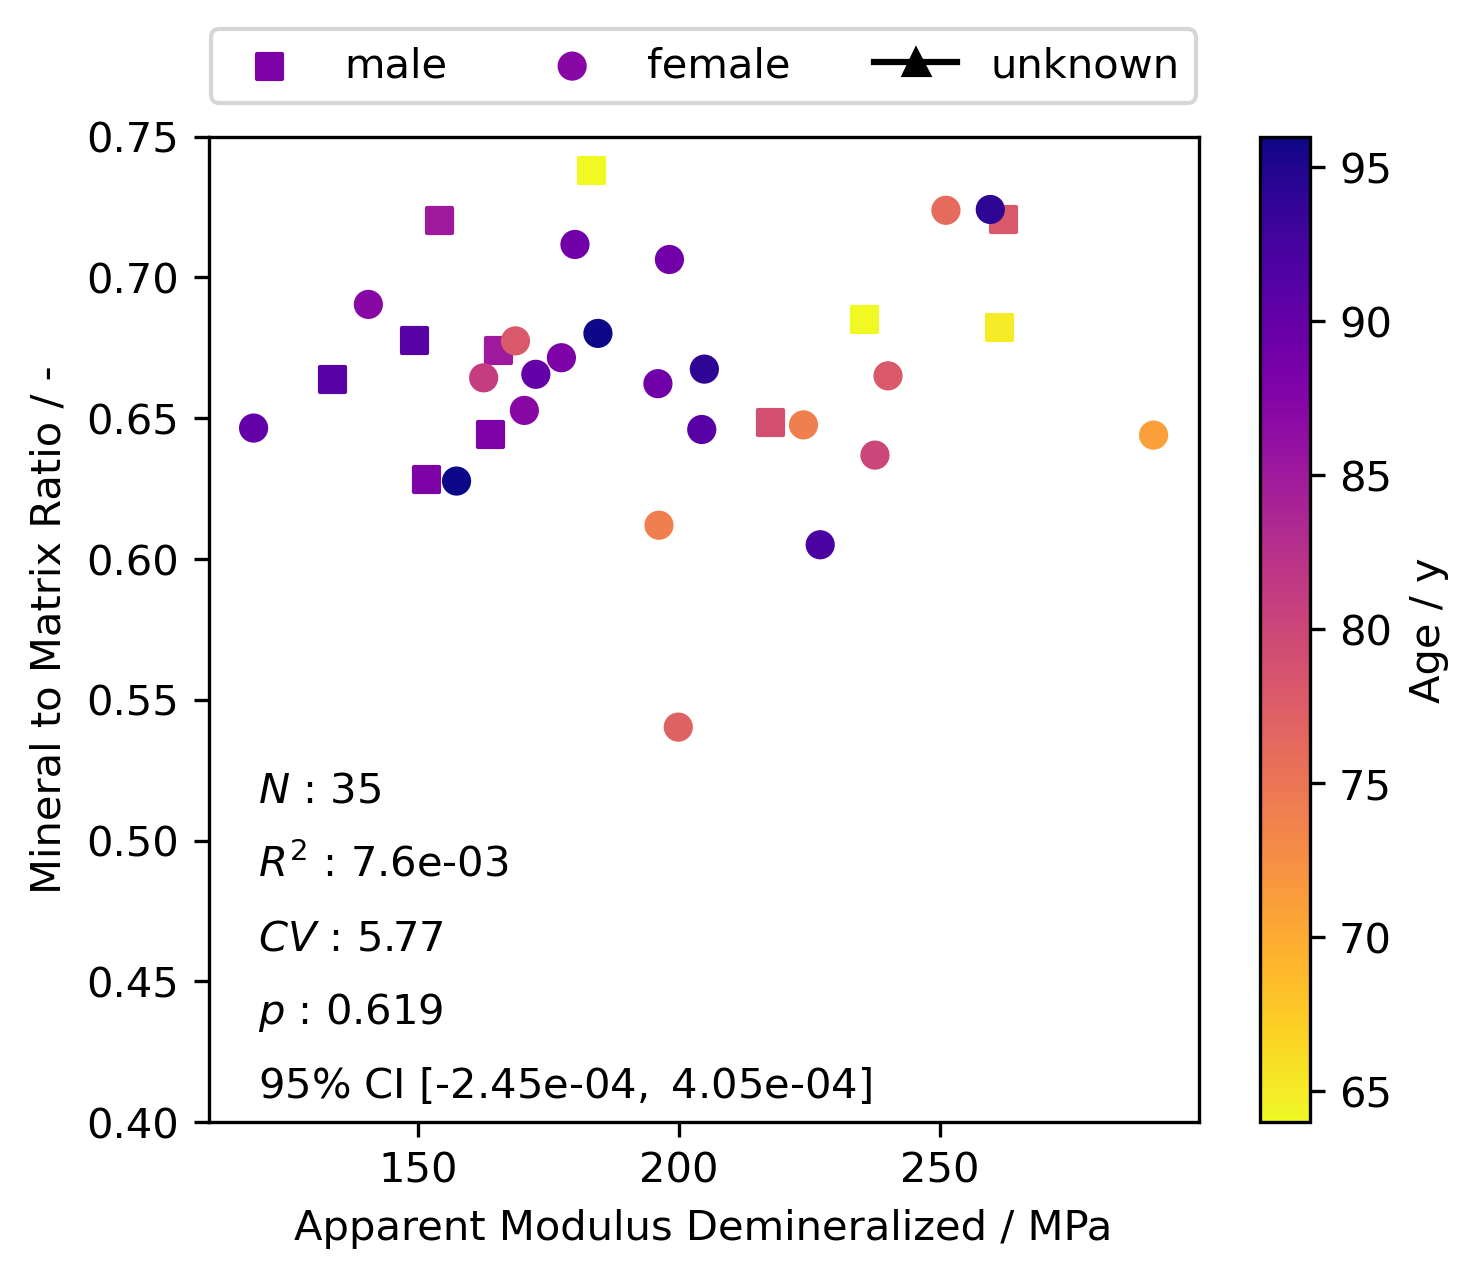 male female unknown
0.75
0.70
0.65
0.60
0.55
0.50
0.45
0.40
Mineral to Matrix Ratio / -
N : 35
R² : 7.6e-03
CV : 5.77
p : 0.619
95% CI [-2.45e-04, 4.05e-04]
150 200 250
Apparent Modulus Demineralized / MPa
95
90
85
80
75
70
65
Age / y